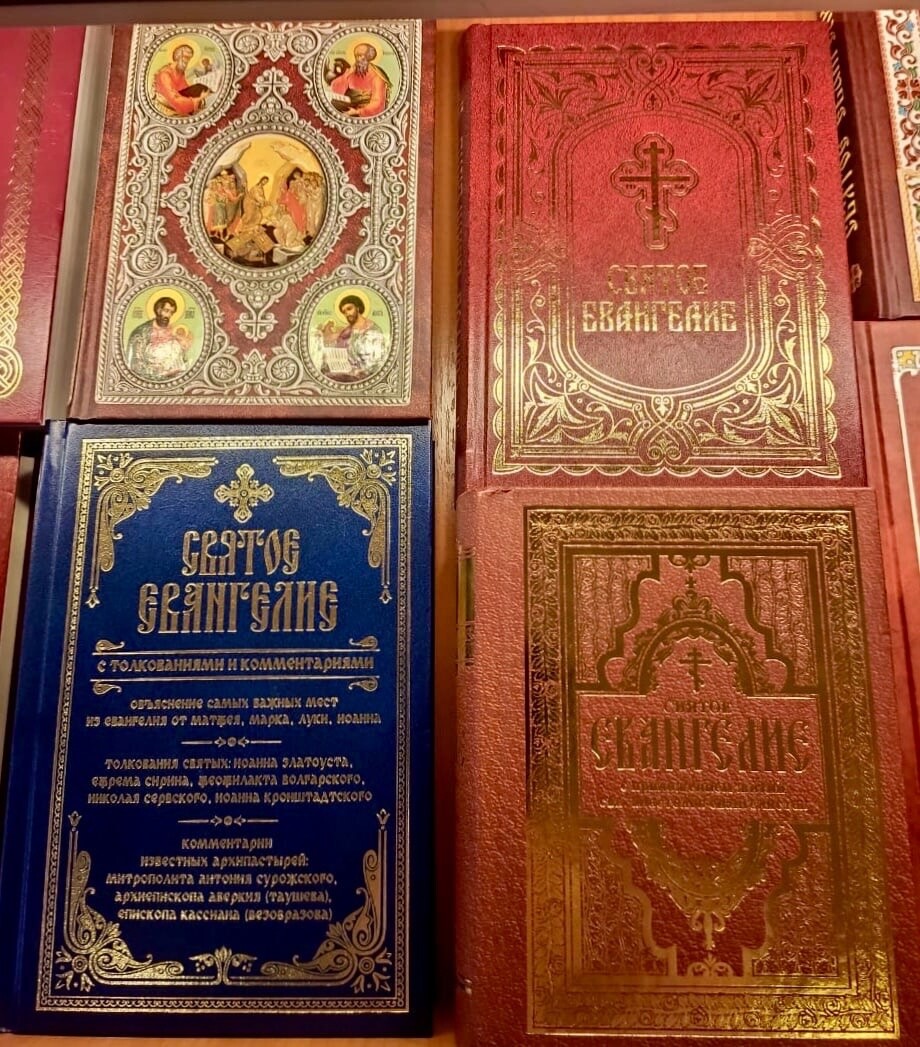 СВЯТОЕ
ЕВАНГЕЛИЕ
СВЯТОЕ
ЕВАНГЕЛИЕ
С ТОЛКОВАНИЯМИ И КОММЕНТАРИЯМИ
ОБЪЯСНЕНИЕ САМЫХ ВАЖНЫХ МЕСТ
ИЗ ЕВАНГЕЛИЯ ОТ МАТФЕЯ, МАРКА, ЛУКИ, ИОАННА
ТОЛКОВАНИЯ СВЯТЫХ: ИОАННА ЗЛАТОУСТА,
ЕФРЕМА СИРИНА, ФЕОФИЛАКТА БОЛГАРСКОГО,
НИКОЛАЯ СЕРБСКОГО, ИОАННА КРОНШТАДТСКОГО
КОММЕНТАРИИ
ИЗВЕСТНЫХ АРХИПАСТЫРЕЙ:
МИТРОПОЛИТА АНТОНИЯ СУРОЖСКОГО,
АРХИЕПИСКОПА АВЕРКИЯ (ТАУШЕВА),
ЕПИСКОПА КАССИАНА (БЕЗОБРАЗОВА)
СВЯТОЕ
ЕВАНГЕЛИЕ